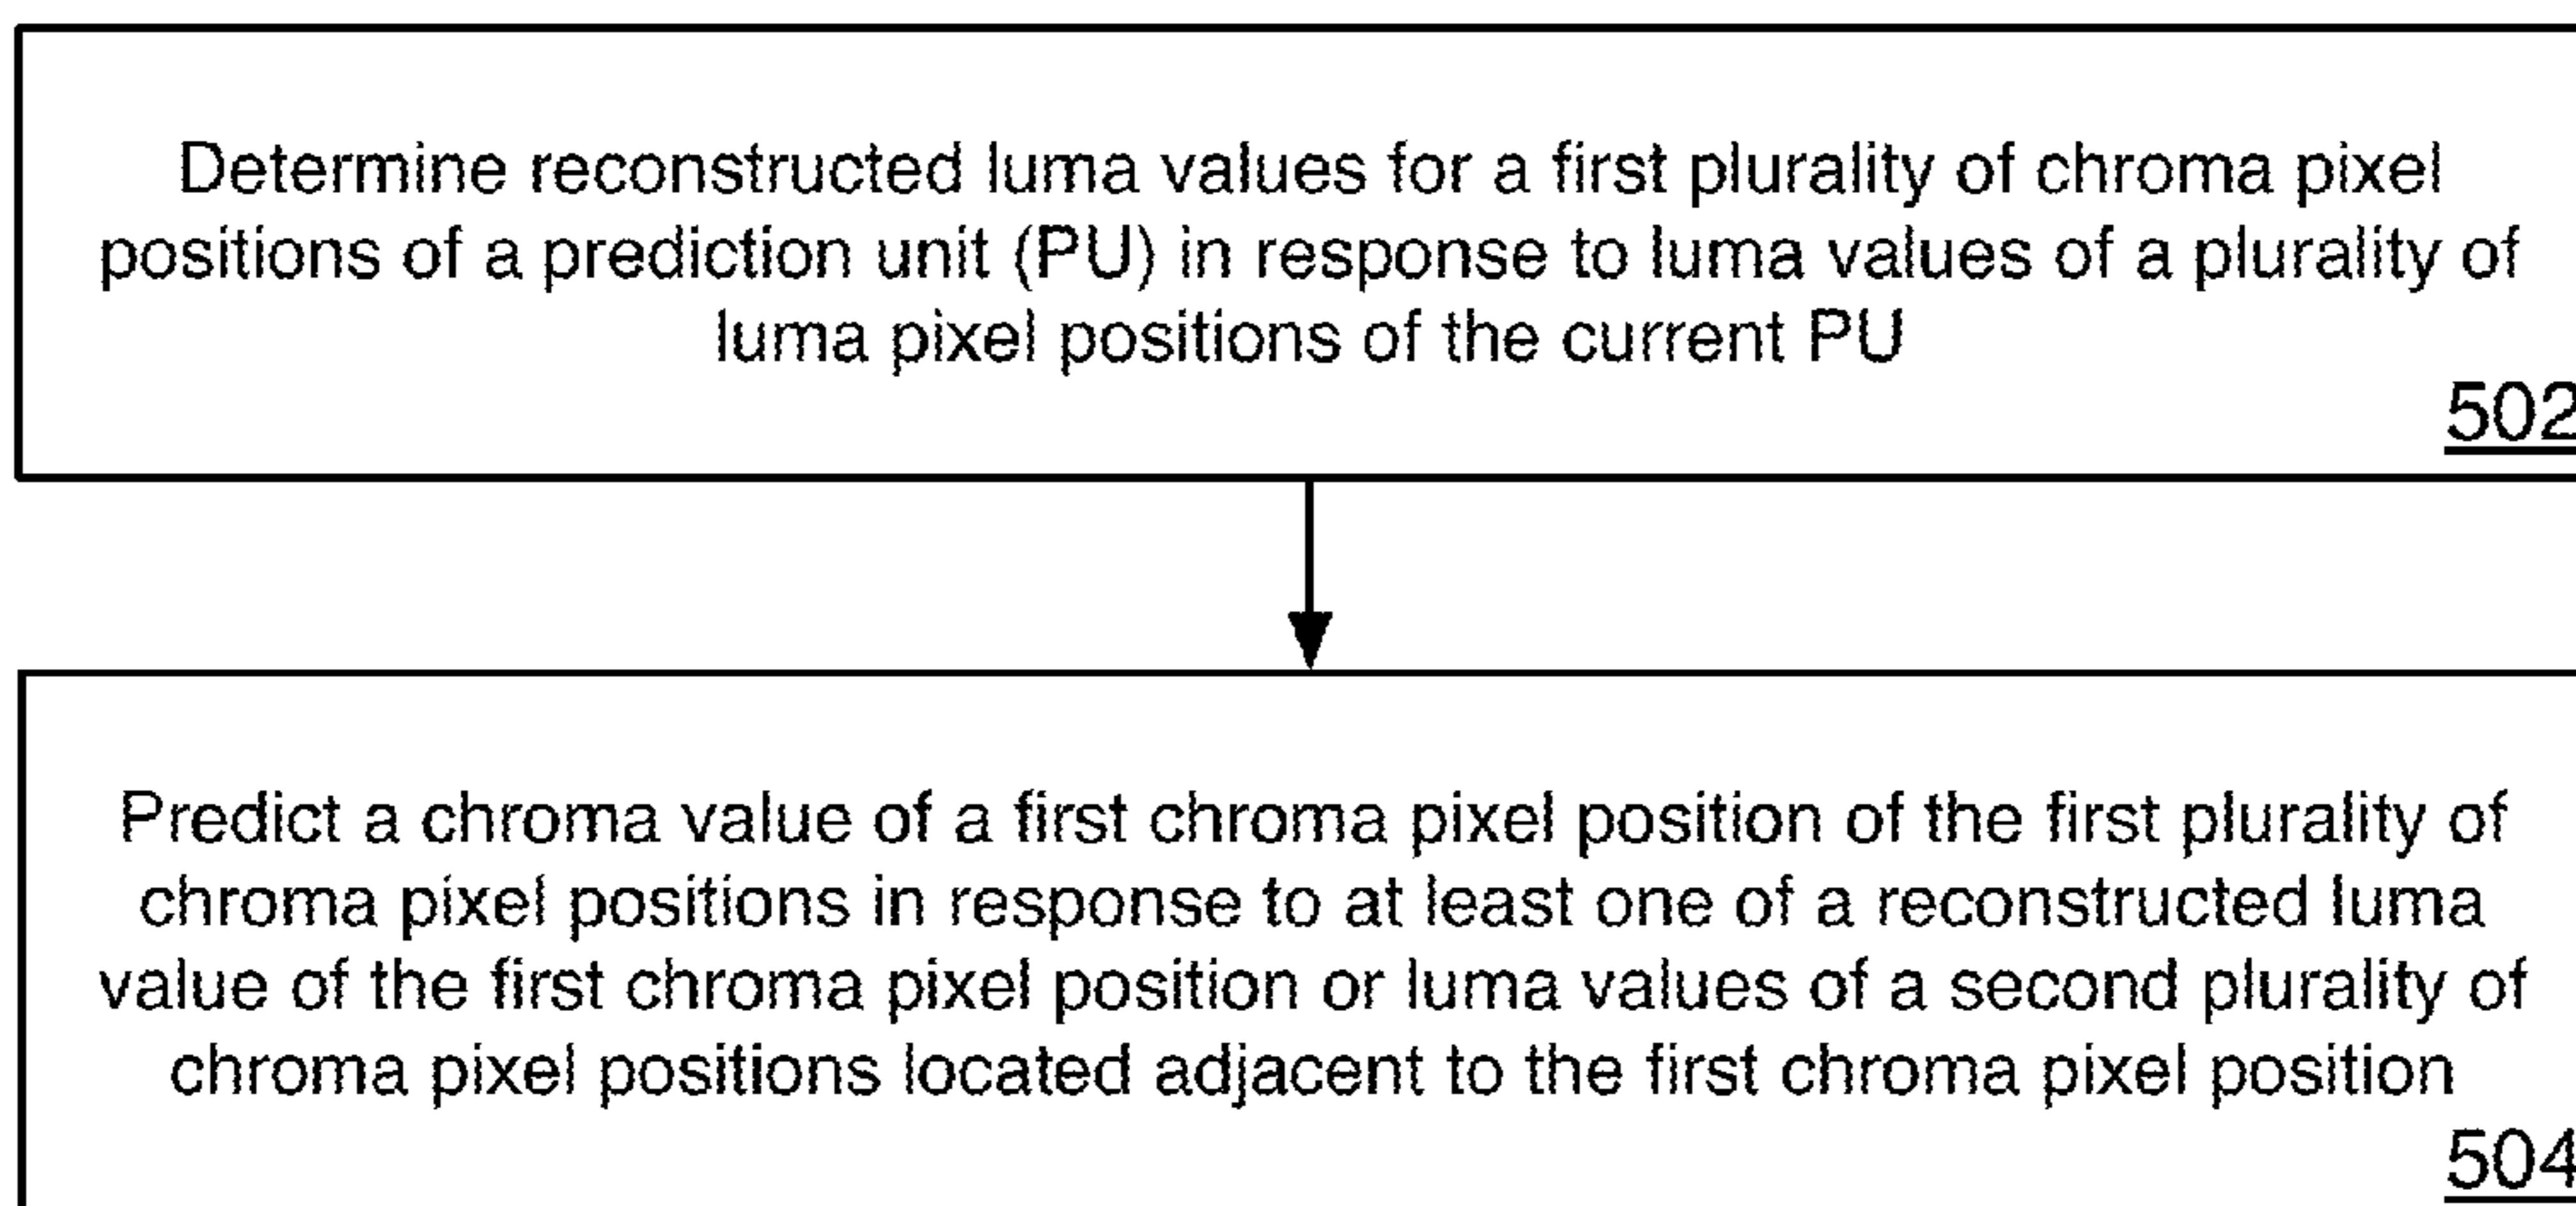 Determine reconstructed luma values for a first plurality of chroma pixel
positions of a prediction unit (PU) in response to luma values of a plurality of
luma pixel positions of the current PU
502
Predict a chroma value of a first chroma pixel position of the first plurality of
chroma pixel positions in response to at least one of a reconstructed luma
value of the first chroma pixel position or luma values of a second plurality of
chroma pixel positions located adjacent to the first chroma pixel position
504